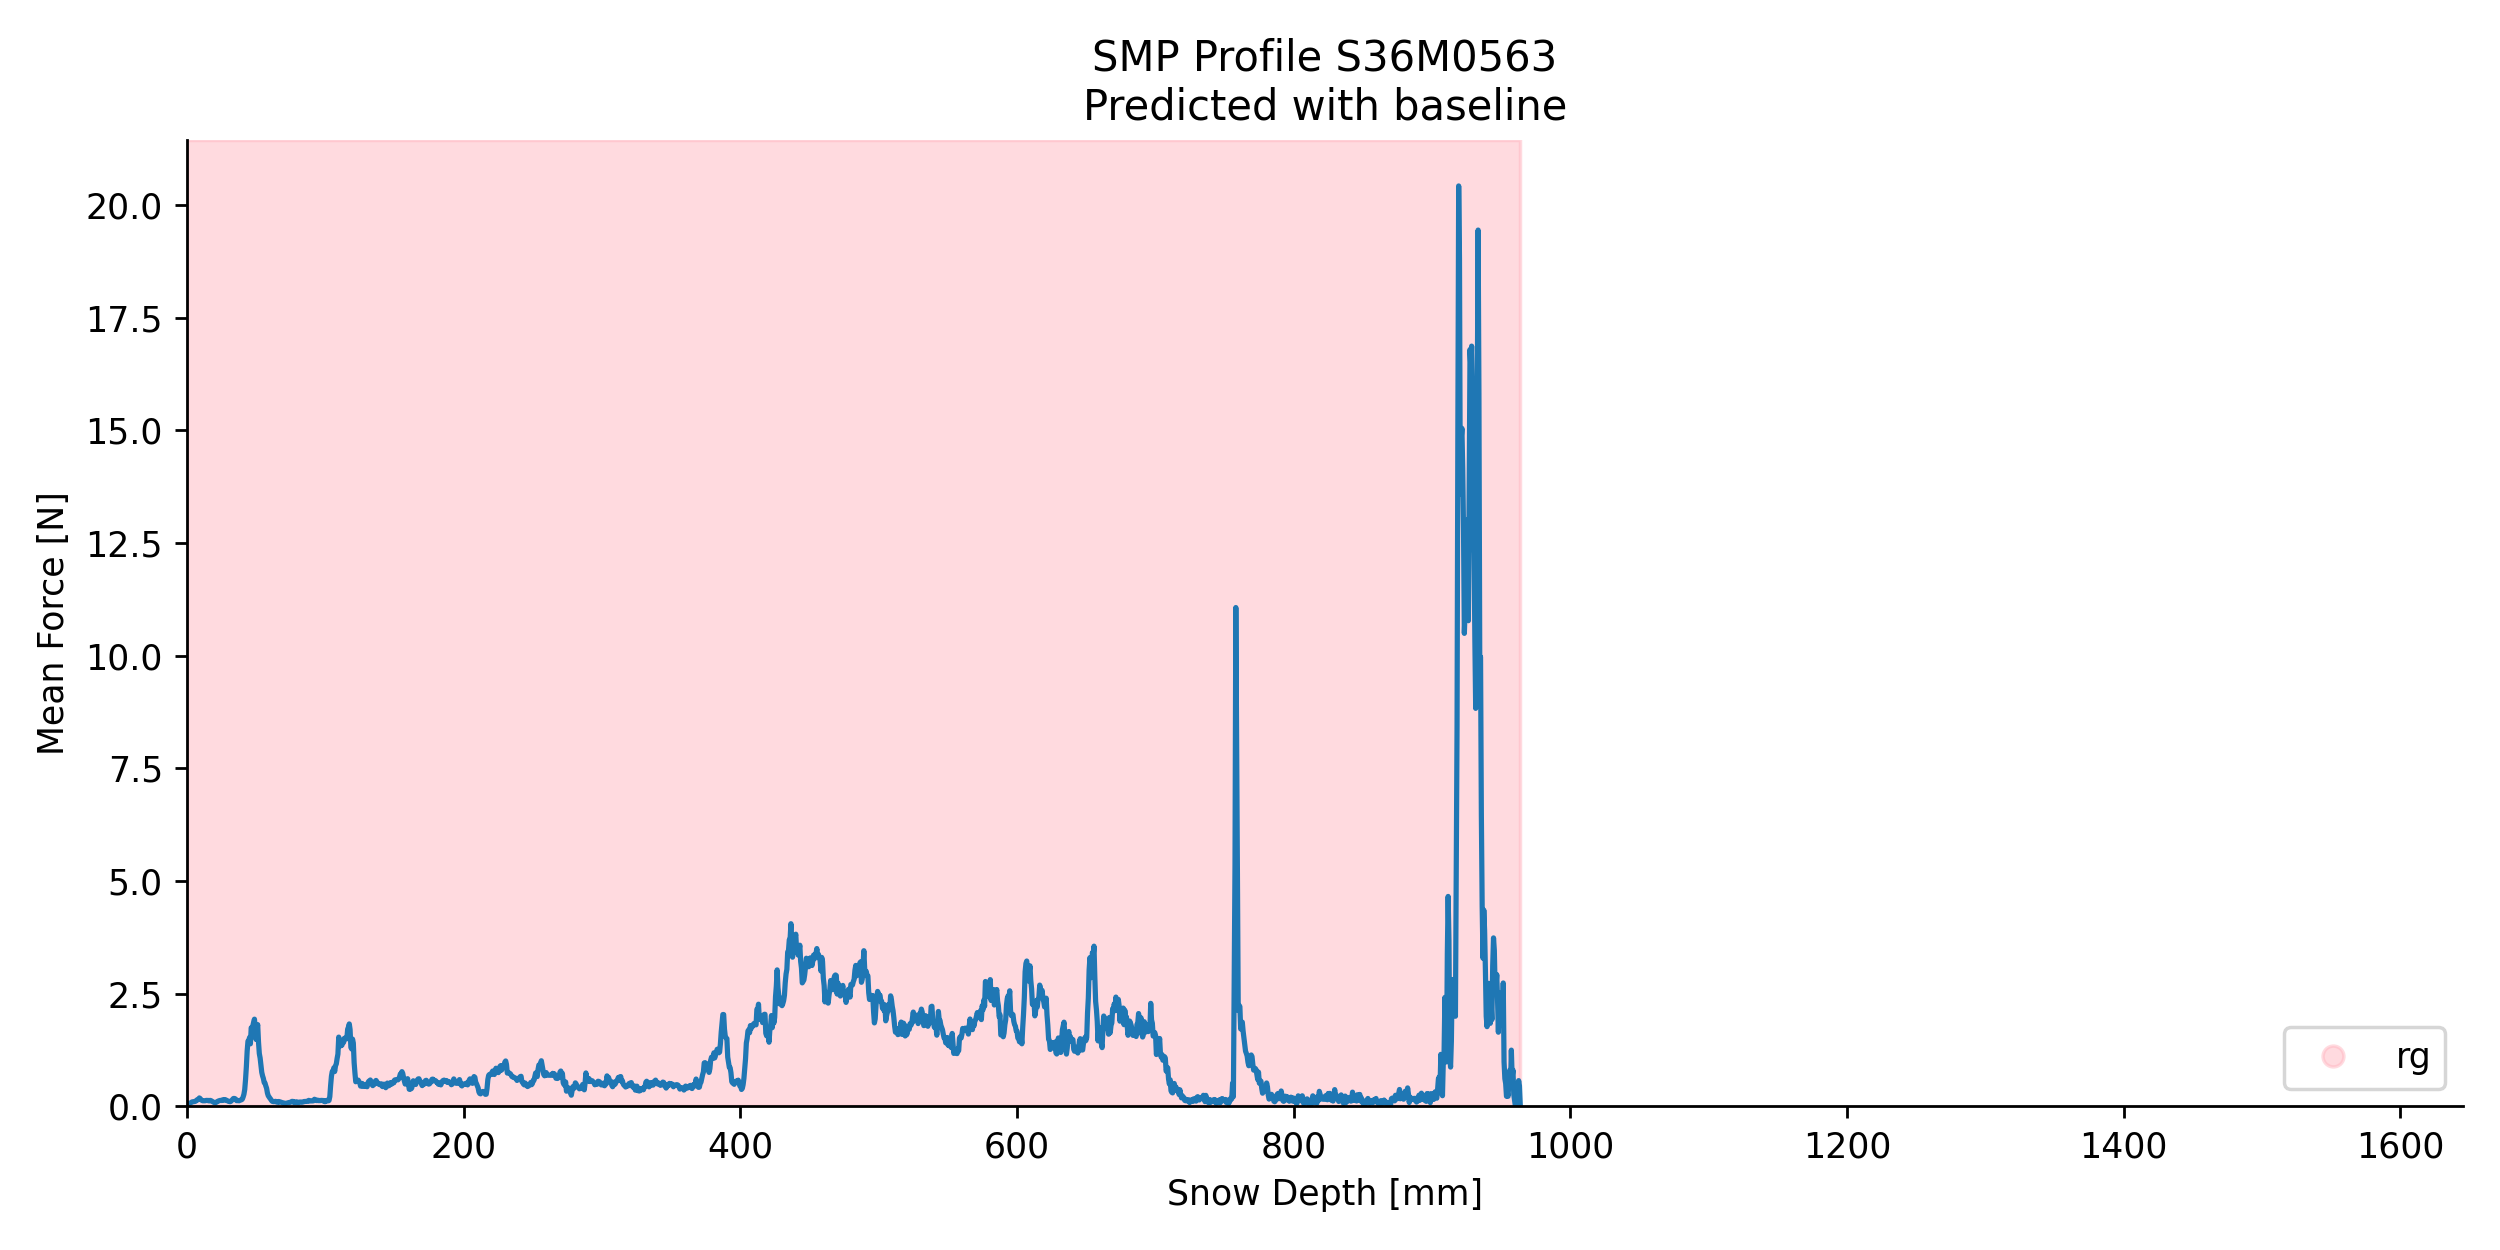 SMP Profile S36M0563
Predicted with baseline
Mean Force [N]
20.0
17.5
15.0
12.5
10.0
7.5
5.0
2.5
0.0
rg
0 200 400 600 800 1000 1200 1400 1600
Snow Depth [mm]